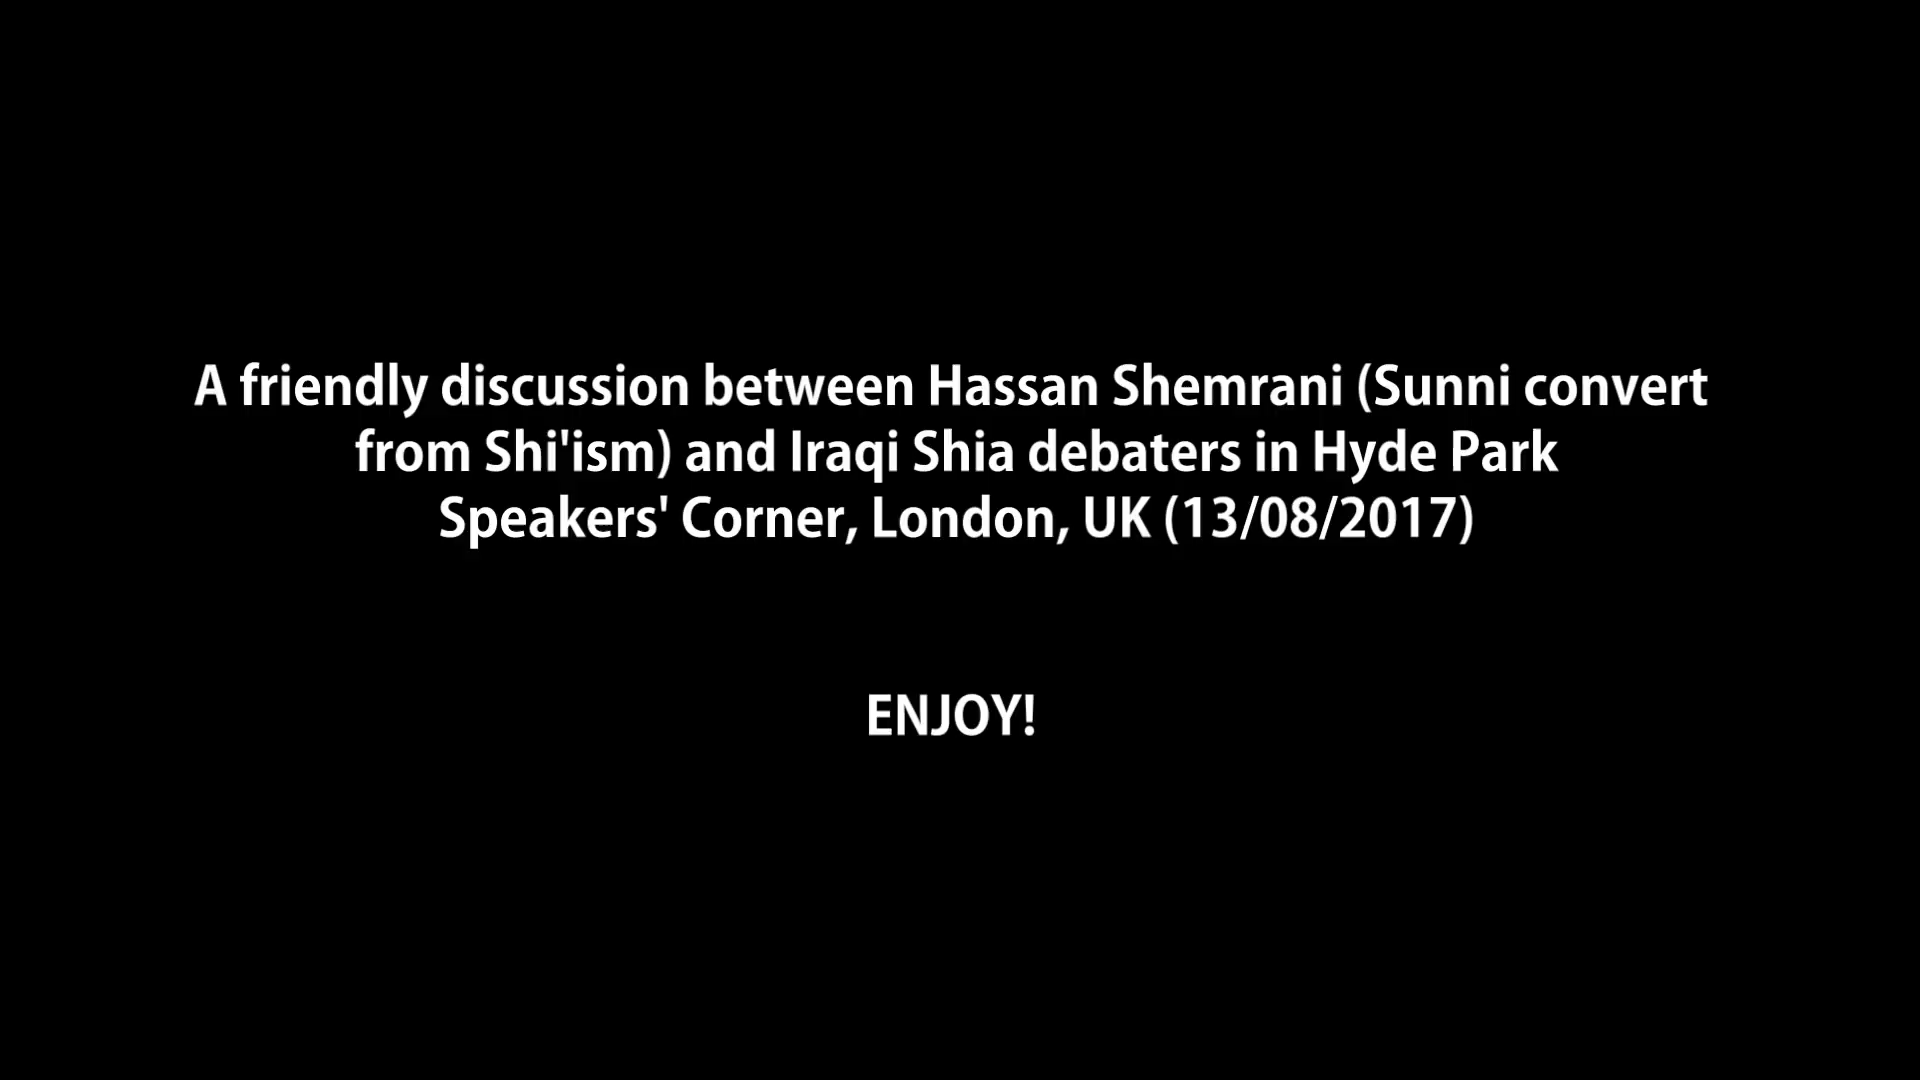 A friendly discussion between Hassan Shemrani (Sunni convert
from Shi'ism) and Iraqi Shia debaters in Hyde Park
Speakers' Corner, London, UK (13/08/2017)
ENJOY!